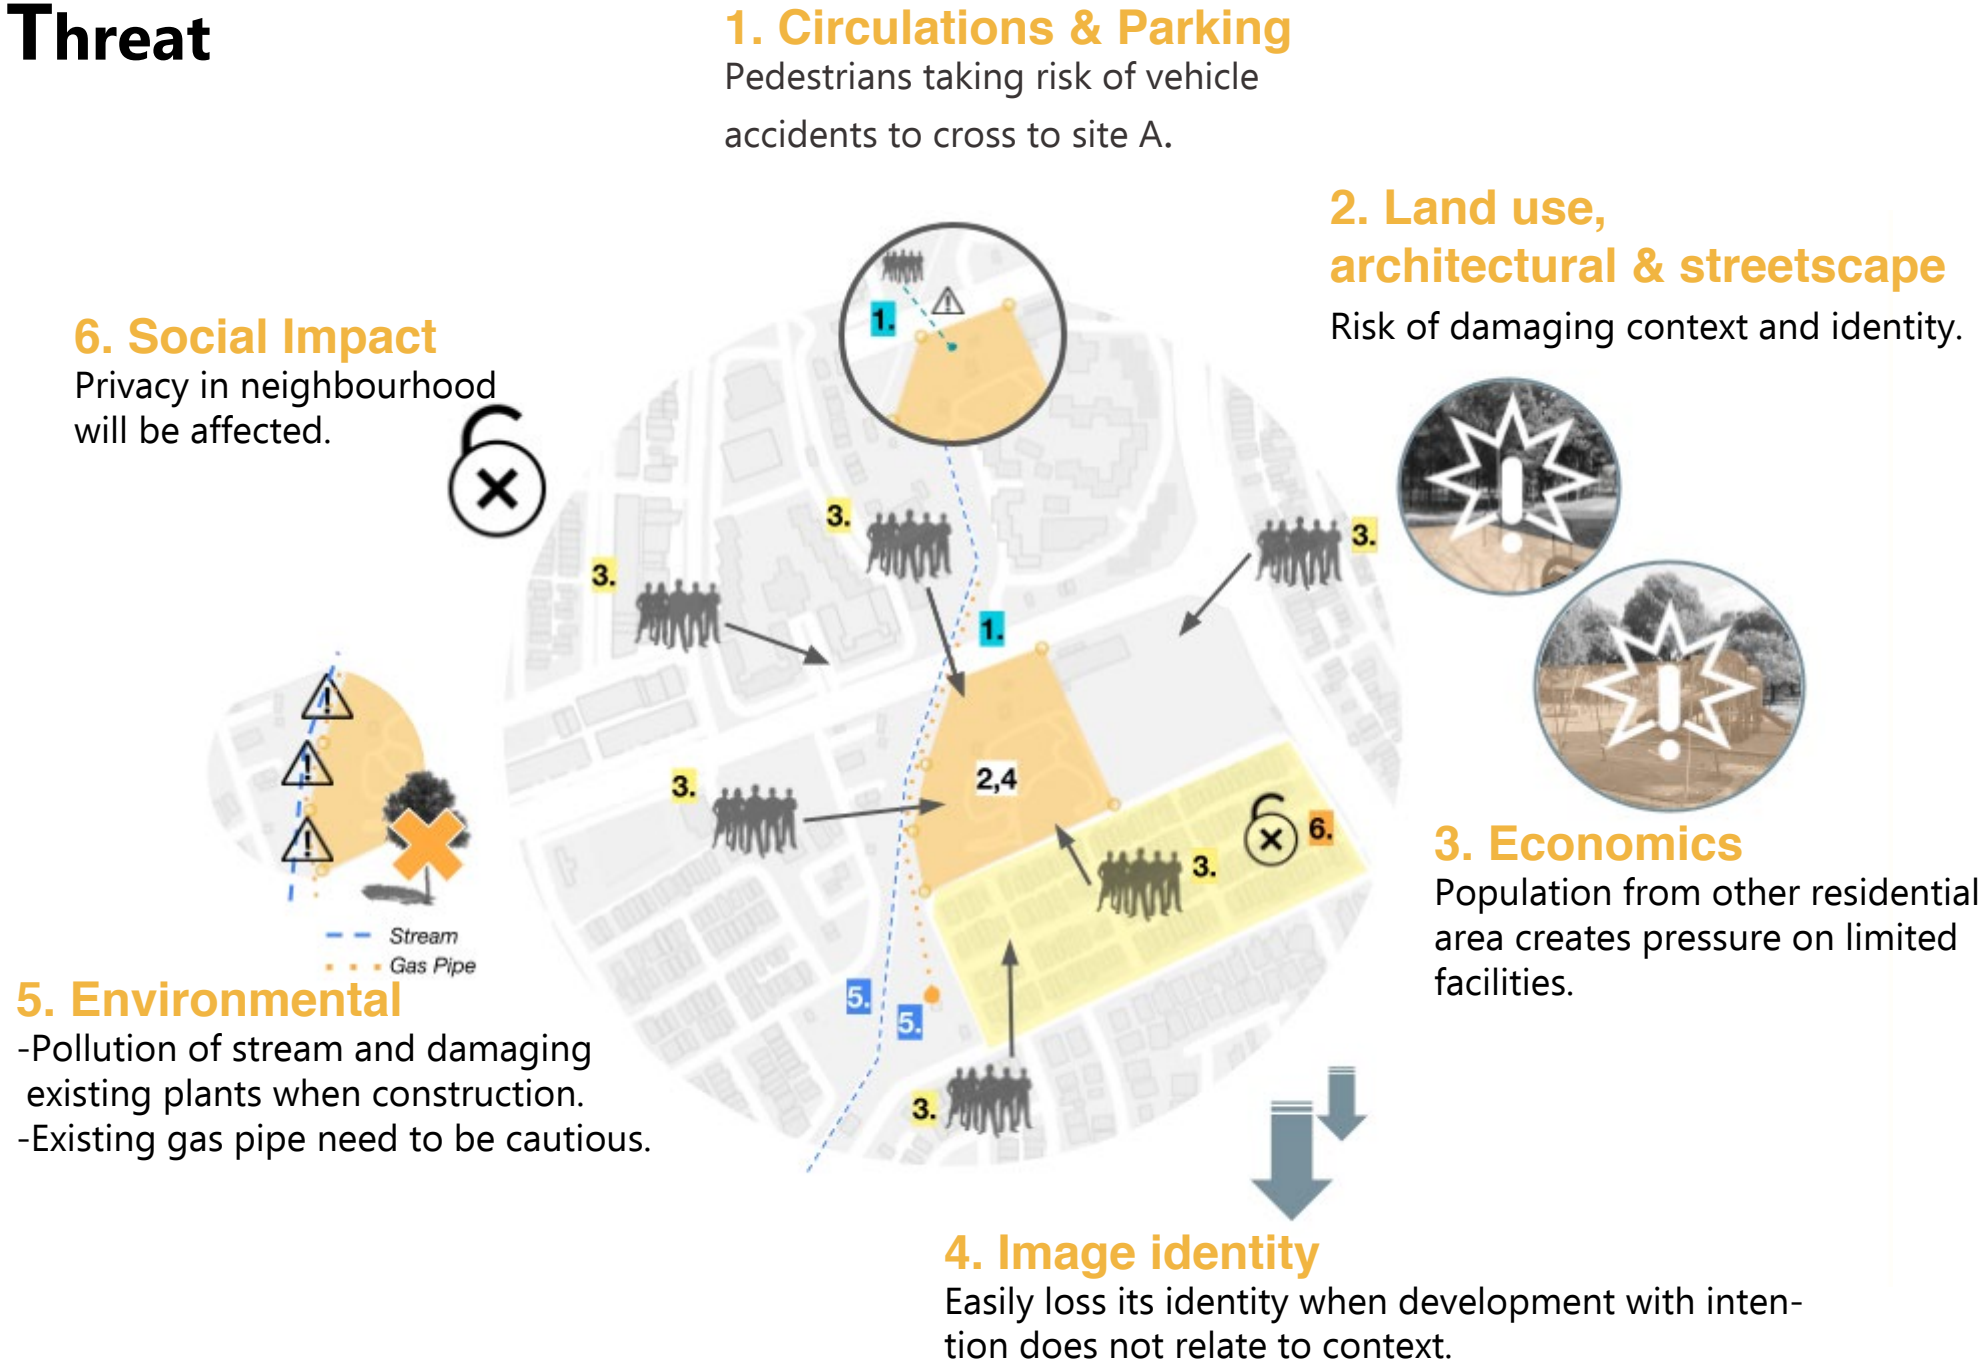 Threat
1. Circulations & Parking
Pedestrians taking risk of vehicle
accidents to cross to site A.
2. Land use,
architectural & streetscape
Risk of damaging context and identity.
6. Social Impact
Privacy in neighbourhood
will be affected.
1.
3.
3.
3.
1.
3.
2,4
6.
3.
3. Economics
Population from other residential
area creates pressure on limited
facilities.
Stream
Gas Pipe
5. Environmental
-Pollution of stream and damaging
existing plants when construction.
-Existing gas pipe need to be cautious.
5.
5.
3.
4. Image identity
Easily loss its identity when development with inten-
tion does not relate to context.